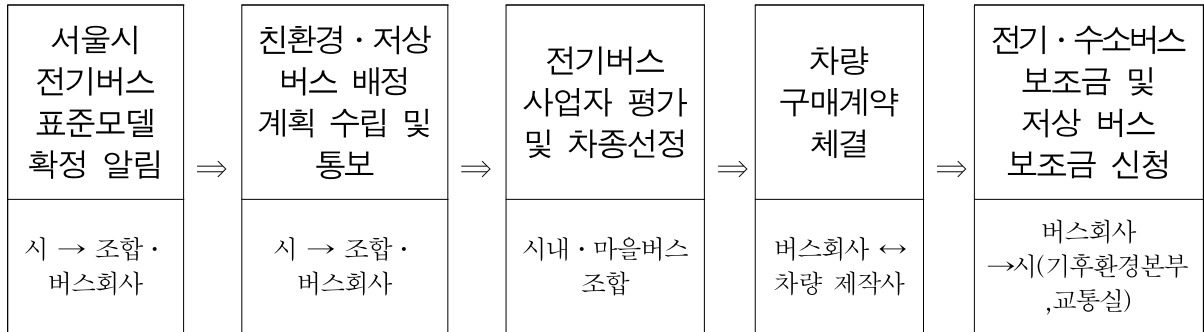 서울시
전기버스
표준모델
확정 알림
⇒
친환경·저상
버스 배정
계획 수립 및
통보
⇒
전기버스
사업자 평가
및 차종선정
⇒
차량
구매계약
체결
⇒
전기·수소버스
보조금 및
저상 버스
보조금 신청
시 → 조합·
버스회사
시 → 조합·
버스회사
시내·마을버스
조합
버스회사 ↔
차량 제작사
버스회사
→시(기후환경본부
,교통실)